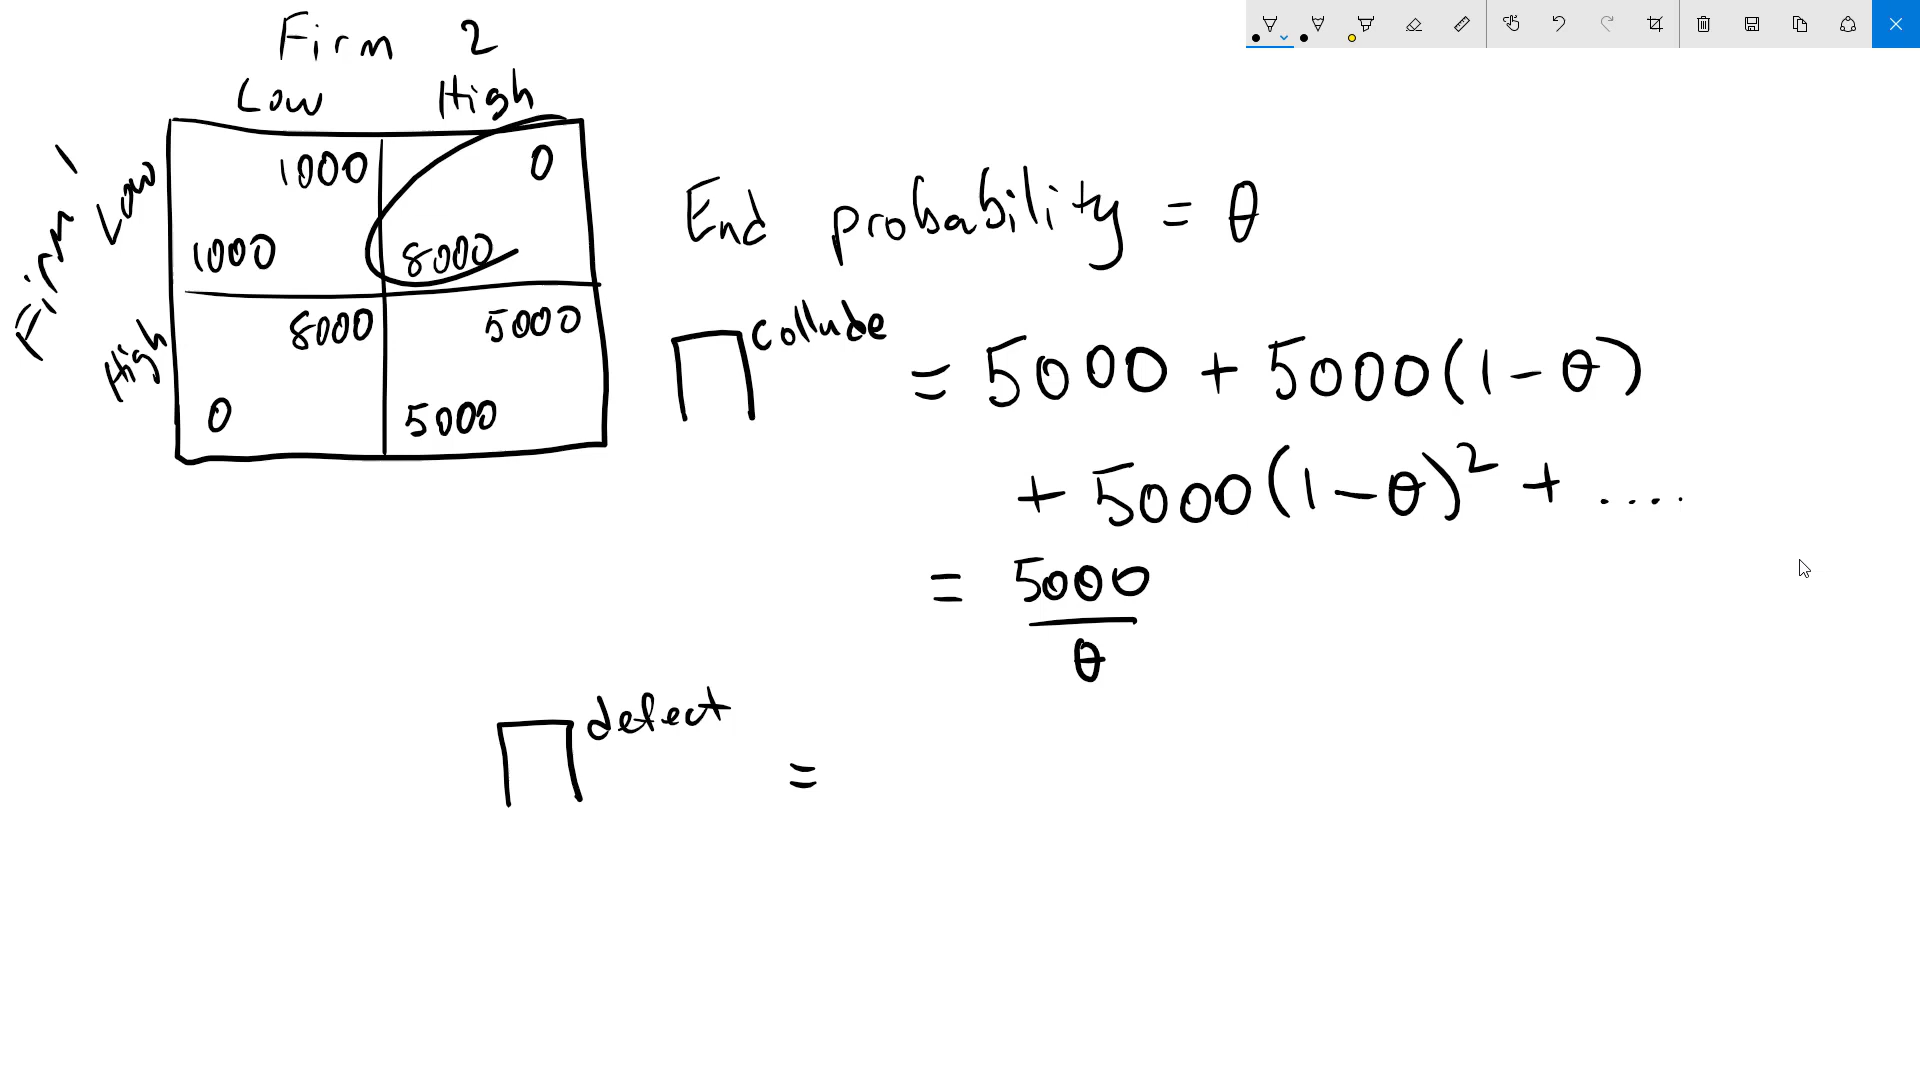 Firm 2
Low High
Firm 1
Low 1000 0
1000 8000
High 8000 5000
0 5000
End probability = θ
∏^collude = 5000 + 5000(1-θ)
+ 5000(1-θ)² + ....
= 5000/θ
∏^defect =